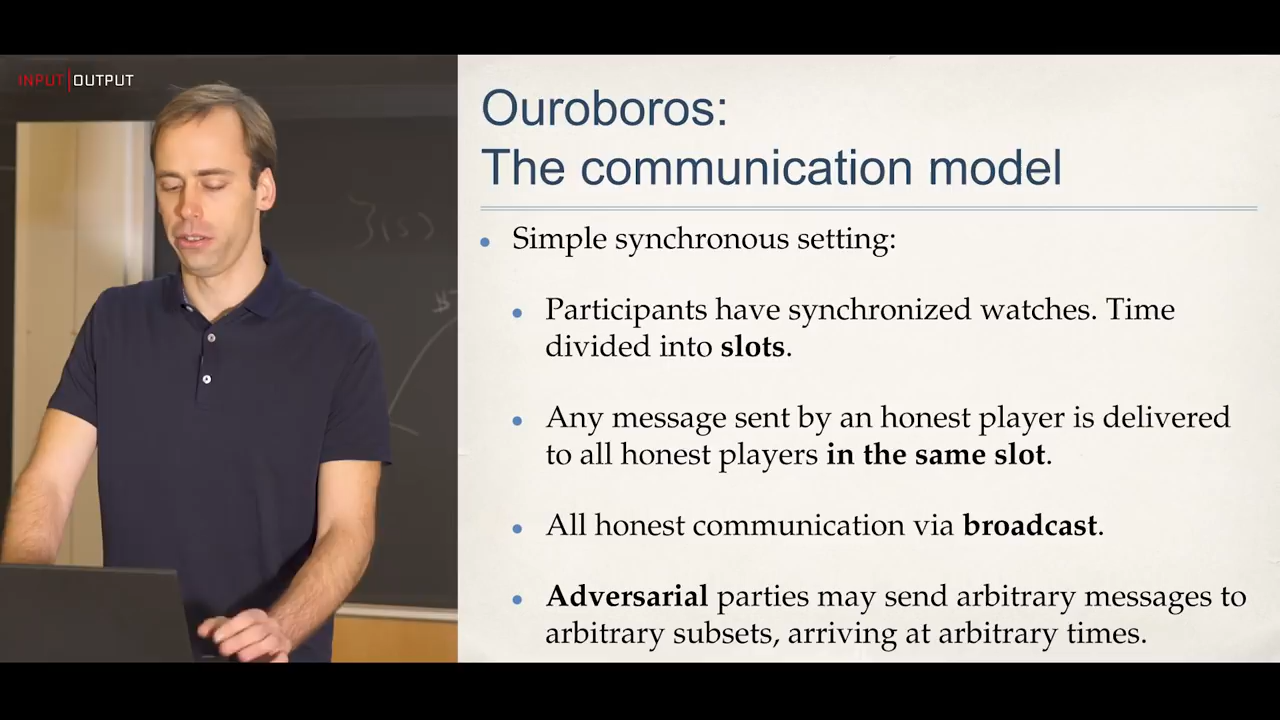 INPUT|OUTPUT
Ouroboros:
The communication model
• Simple synchronous setting:
• Participants have synchronized watches. Time
divided into slots.
• Any message sent by an honest player is delivered
to all honest players in the same slot.
• All honest communication via broadcast.
• Adversarial parties may send arbitrary messages to
arbitrary subsets, arriving at arbitrary times.